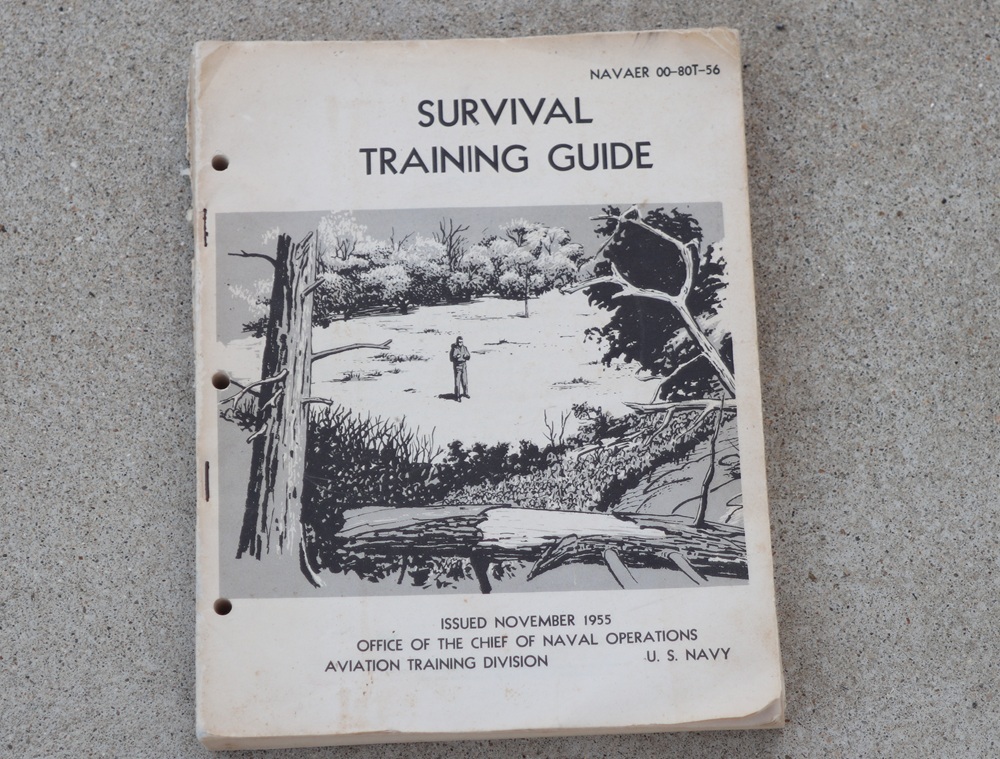 NAVAER 00-80T-56
SURVIVAL
TRAINING GUIDE
ISSUED NOVEMBER 1955
OFFICE OF THE CHIEF OF NAVAL OPERATIONS
AVIATION TRAINING DIVISION U. S. NAVY